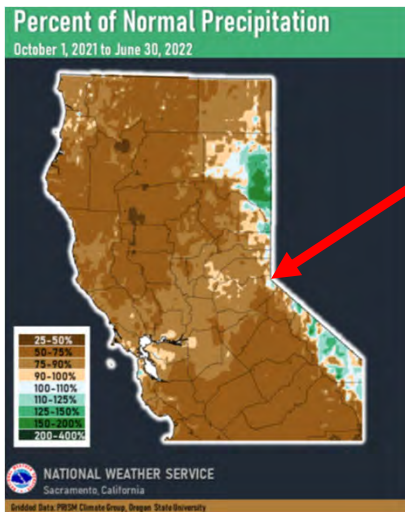 Percent of Normal Precipitation
October 1, 2021 to June 30, 2022
25-50%
50-75%
75-90%
90-100%
100-110%
110-125%
125-150%
150-200%
200-400%
NATIONAL WEATHER SERVICE
Sacramento, California
Gridded Data: PRISM Climate Group, Oregon State University